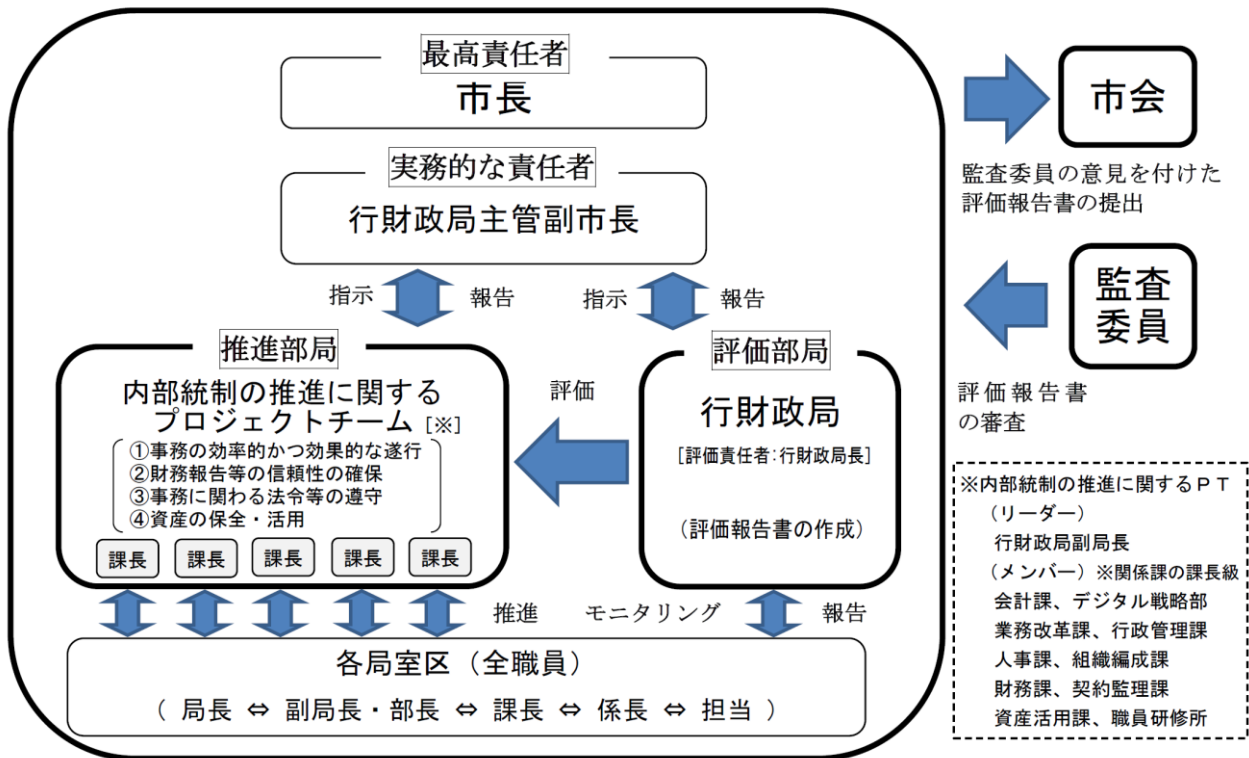 最高責任者
市長
実務的な責任者
行財政局主管副市長
指示
報告
指示
報告
推進部局
内部統制の推進に関する
プロジェクトチーム［※］
①事務の効率的かつ効果的な遂行
②財務報告等の信頼性の確保
③事務に関わる法令等の遵守
④資産の保全・活用
課長
課長
課長
課長
課長
評価
評価部局
行財政局
［評価責任者：行財政局長］
（評価報告書の作成）
推進
モニタリング
報告
各局室区（全職員）
（ 局長 ⇔ 副局長・部長 ⇔ 課長 ⇔ 係長 ⇔ 担当 ）
市会
監査委員の意見を付けた
評価報告書の提出
監査
委員
評価報告書
の審査
※内部統制の推進に関するＰＴ
（リーダー）
行財政局副局長
（メンバー）※関係課の課長級
会計課、デジタル戦略部
業務改革課、行政管理課
人事課、組織編成課
財務課、契約監理課
資産活用課、職員研修所